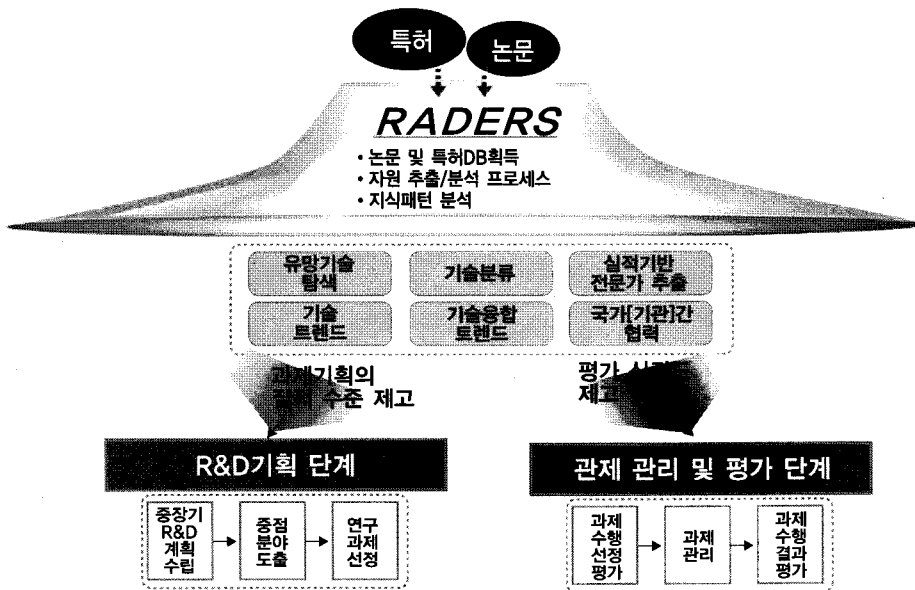 특허
논문
RADERS
• 논문 및 특허DB획득
• 자원 추출/분석 프로세스
• 지식패턴 분석
유망기술
탐색
기술분류
실적기반
전문가 추출
기술
트렌드
기술융합
트렌드
국가[기관]간
협력
과제기획의
수준 제고
평가
제고
R&D기획 단계
관제 관리 및 평가 단계
중장기
R&D
계획
수립
중점
분야
도출
연구
과제
선정
과제
수행
선정
평가
과제
관리
과제
수행
결과
평가